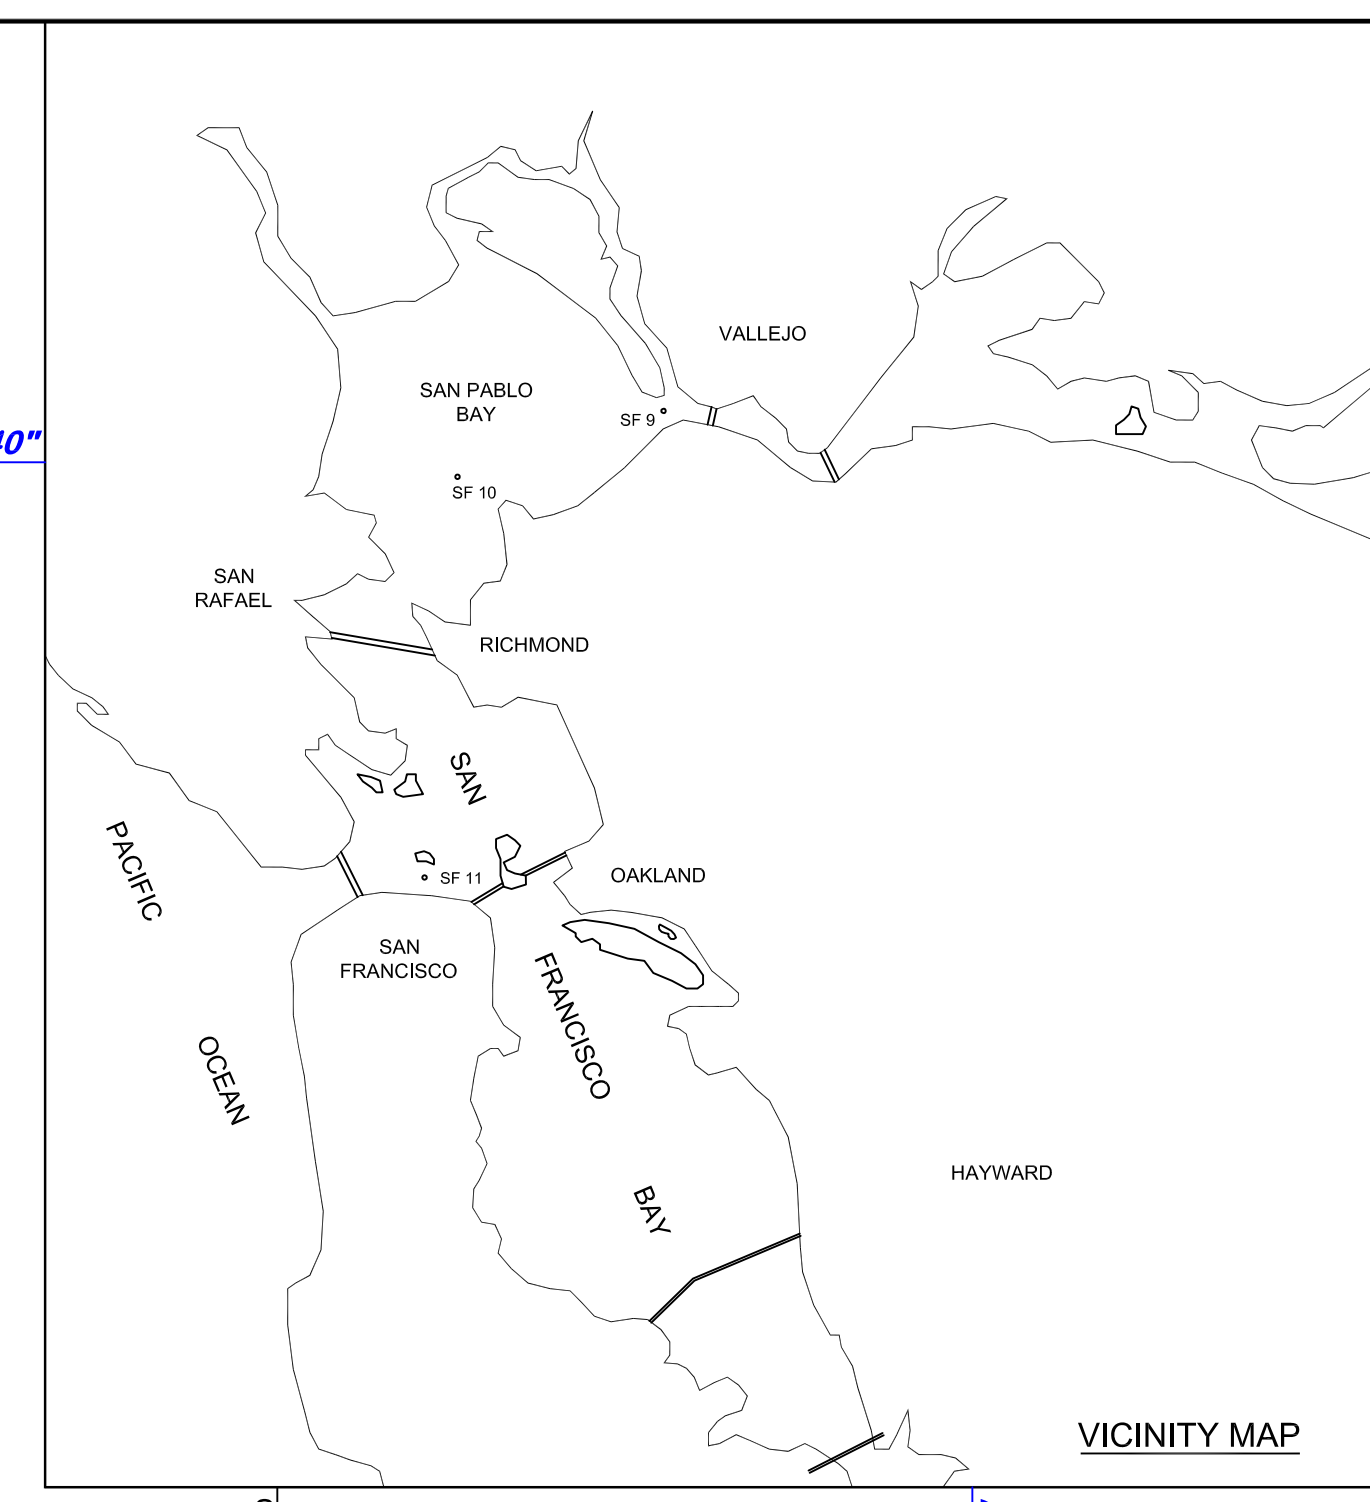 VALLEJO
SAN PABLO
BAY
SF 9
40"
SF 10
SAN
RAFAEL
RICHMOND
SAN
PACIFIC
SF 11
OAKLAND
SAN
FRANCISCO
FRANCISCO
OCEAN
HAYWARD
BAY
VICINITY MAP